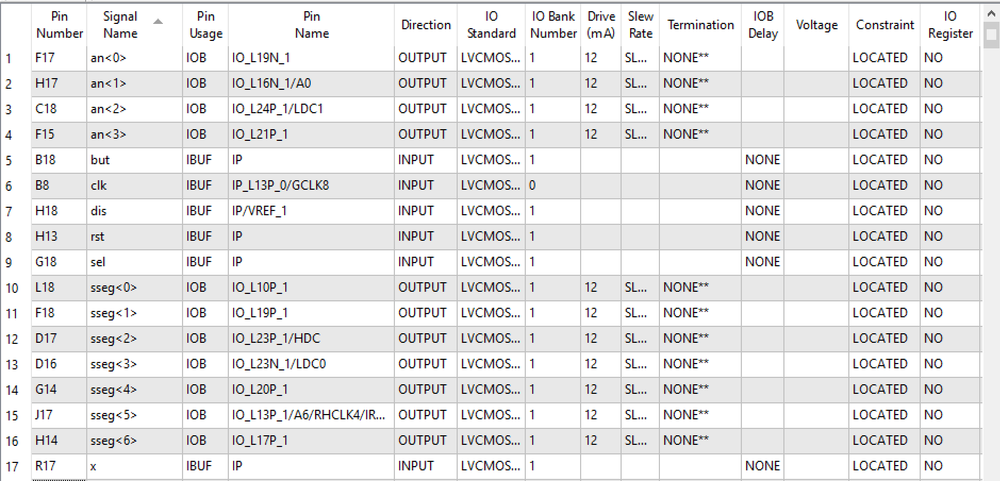 Pin Number Signal Name Pin Usage Pin Name Direction IO Standard IO Bank Number Drive (mA) Slew Rate Termination IOB Delay Voltage Constraint IO Register
1 F17 an<0> IOB IO_L19N_1 OUTPUT LVCMOS... 1 12 SL... NONE** LOCATED NO
2 H17 an<1> IOB IO_L16N_1/A0 OUTPUT LVCMOS... 1 12 SL... NONE** LOCATED NO
3 C18 an<2> IOB IO_L24P_1/LDC1 OUTPUT LVCMOS... 1 12 SL... NONE** LOCATED NO
4 F15 an<3> IOB IO_L21P_1 OUTPUT LVCMOS... 1 12 SL... NONE** LOCATED NO
5 B18 but IBUF IP INPUT LVCMOS... 1 NONE LOCATED NO
6 B8 clk IBUF IP_L13P_0/GCLK8 INPUT LVCMOS... 0 NONE LOCATED NO
7 H18 dis IBUF IP/VREF_1 INPUT LVCMOS... 1 NONE LOCATED NO
8 H13 rst IBUF IP INPUT LVCMOS... 1 NONE LOCATED NO
9 G18 sel IBUF IP INPUT LVCMOS... 1 NONE LOCATED NO
10 L18 sseg<0> IOB IO_L10P_1 OUTPUT LVCMOS... 1 12 SL... NONE** LOCATED NO
11 F18 sseg<1> IOB IO_L19P_1 OUTPUT LVCMOS... 1 12 SL... NONE** LOCATED NO
12 D17 sseg<2> IOB IO_L23P_1/HDC OUTPUT LVCMOS... 1 12 SL... NONE** LOCATED NO
13 D16 sseg<3> IOB IO_L23N_1/LDC0 OUTPUT LVCMOS... 1 12 SL... NONE** LOCATED NO
14 G14 sseg<4> IOB IO_L20P_1 OUTPUT LVCMOS... 1 12 SL... NONE** LOCATED NO
15 J17 sseg<5> IOB IO_L13P_1/A6/RHCLK4/IR... OUTPUT LVCMOS... 1 12 SL... NONE** LOCATED NO
16 H14 sseg<6> IOB IO_L17P_1 OUTPUT LVCMOS... 1 12 SL... NONE** LOCATED NO
17 R17 x IBUF IP INPUT LVCMOS... 1 NONE LOCATED NO